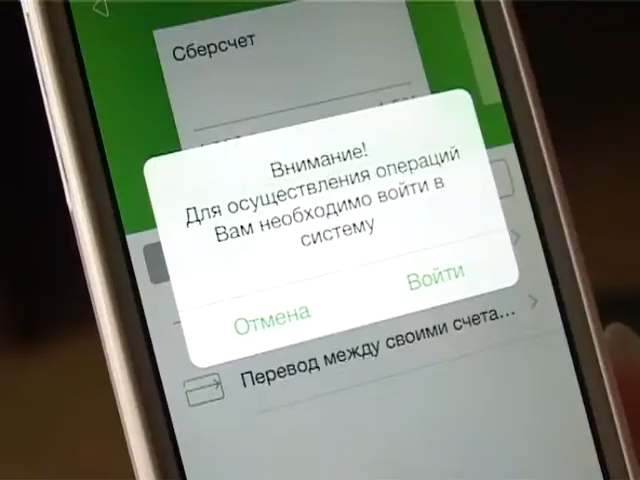 Сберсчет
Внимание!
Для осуществления операций
Вам необходимо войти в
систему
Отмена
Войти
Перевод между своими счета...